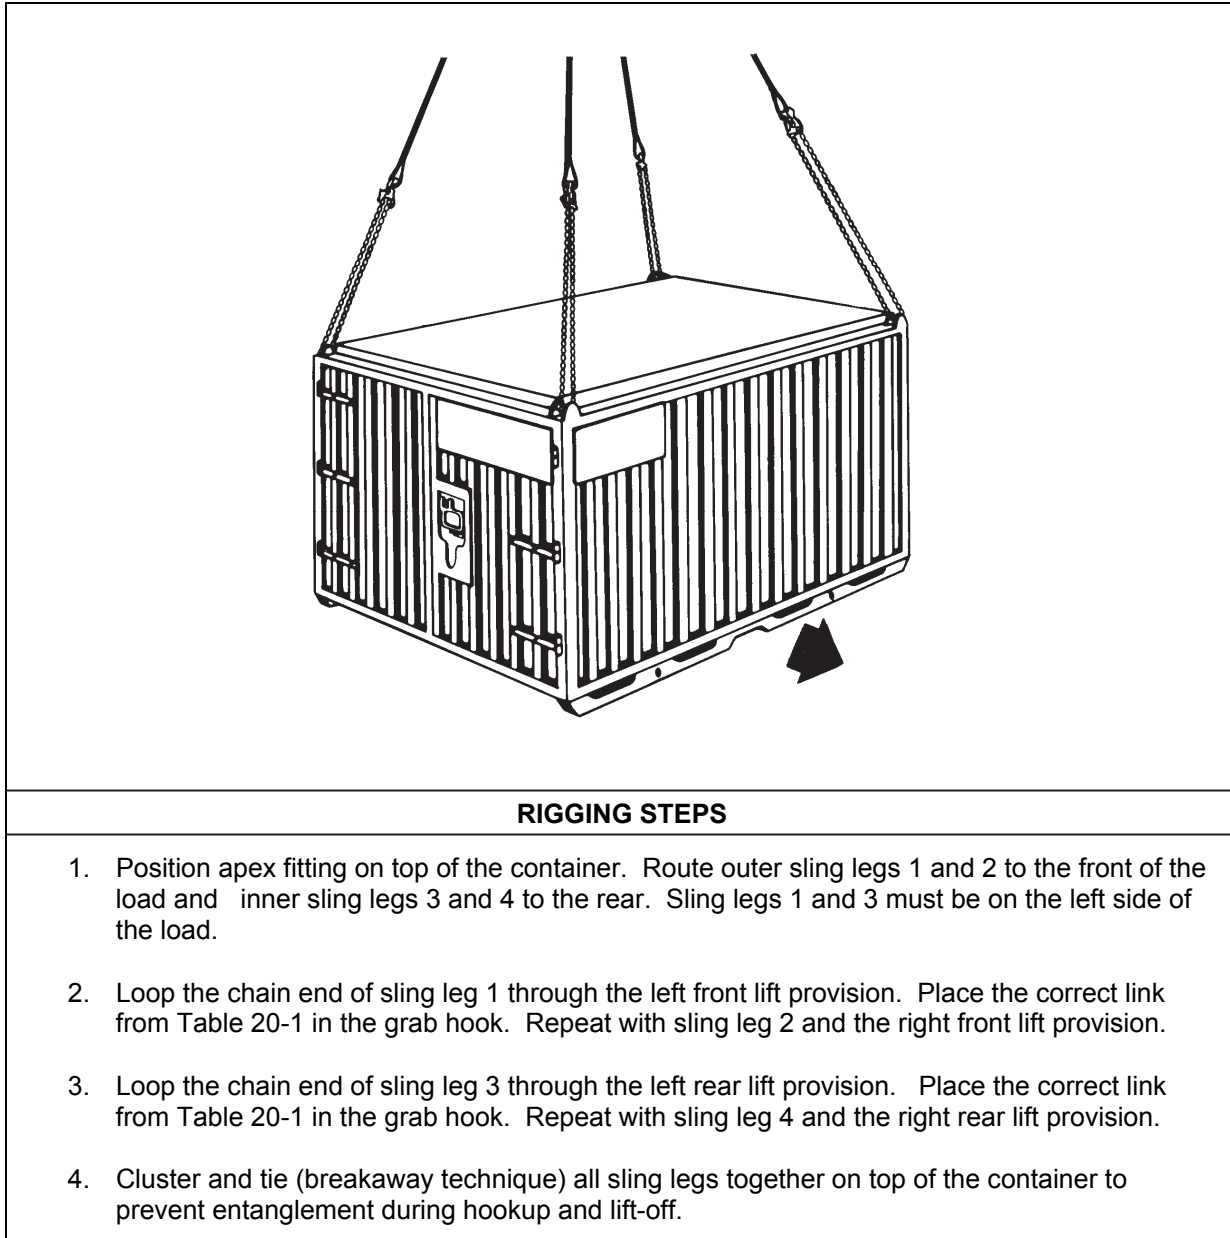 RIGGING STEPS
1. Position apex fitting on top of the container. Route outer sling legs 1 and 2 to the front of the
load and inner sling legs 3 and 4 to the rear. Sling legs 1 and 3 must be on the left side of
the load.
2. Loop the chain end of sling leg 1 through the left front lift provision. Place the correct link
from Table 20-1 in the grab hook. Repeat with sling leg 2 and the right front lift provision.
3. Loop the chain end of sling leg 3 through the left rear lift provision. Place the correct link
from Table 20-1 in the grab hook. Repeat with sling leg 4 and the right rear lift provision.
4. Cluster and tie (breakaway technique) all sling legs together on top of the container to
prevent entanglement during hookup and lift-off.